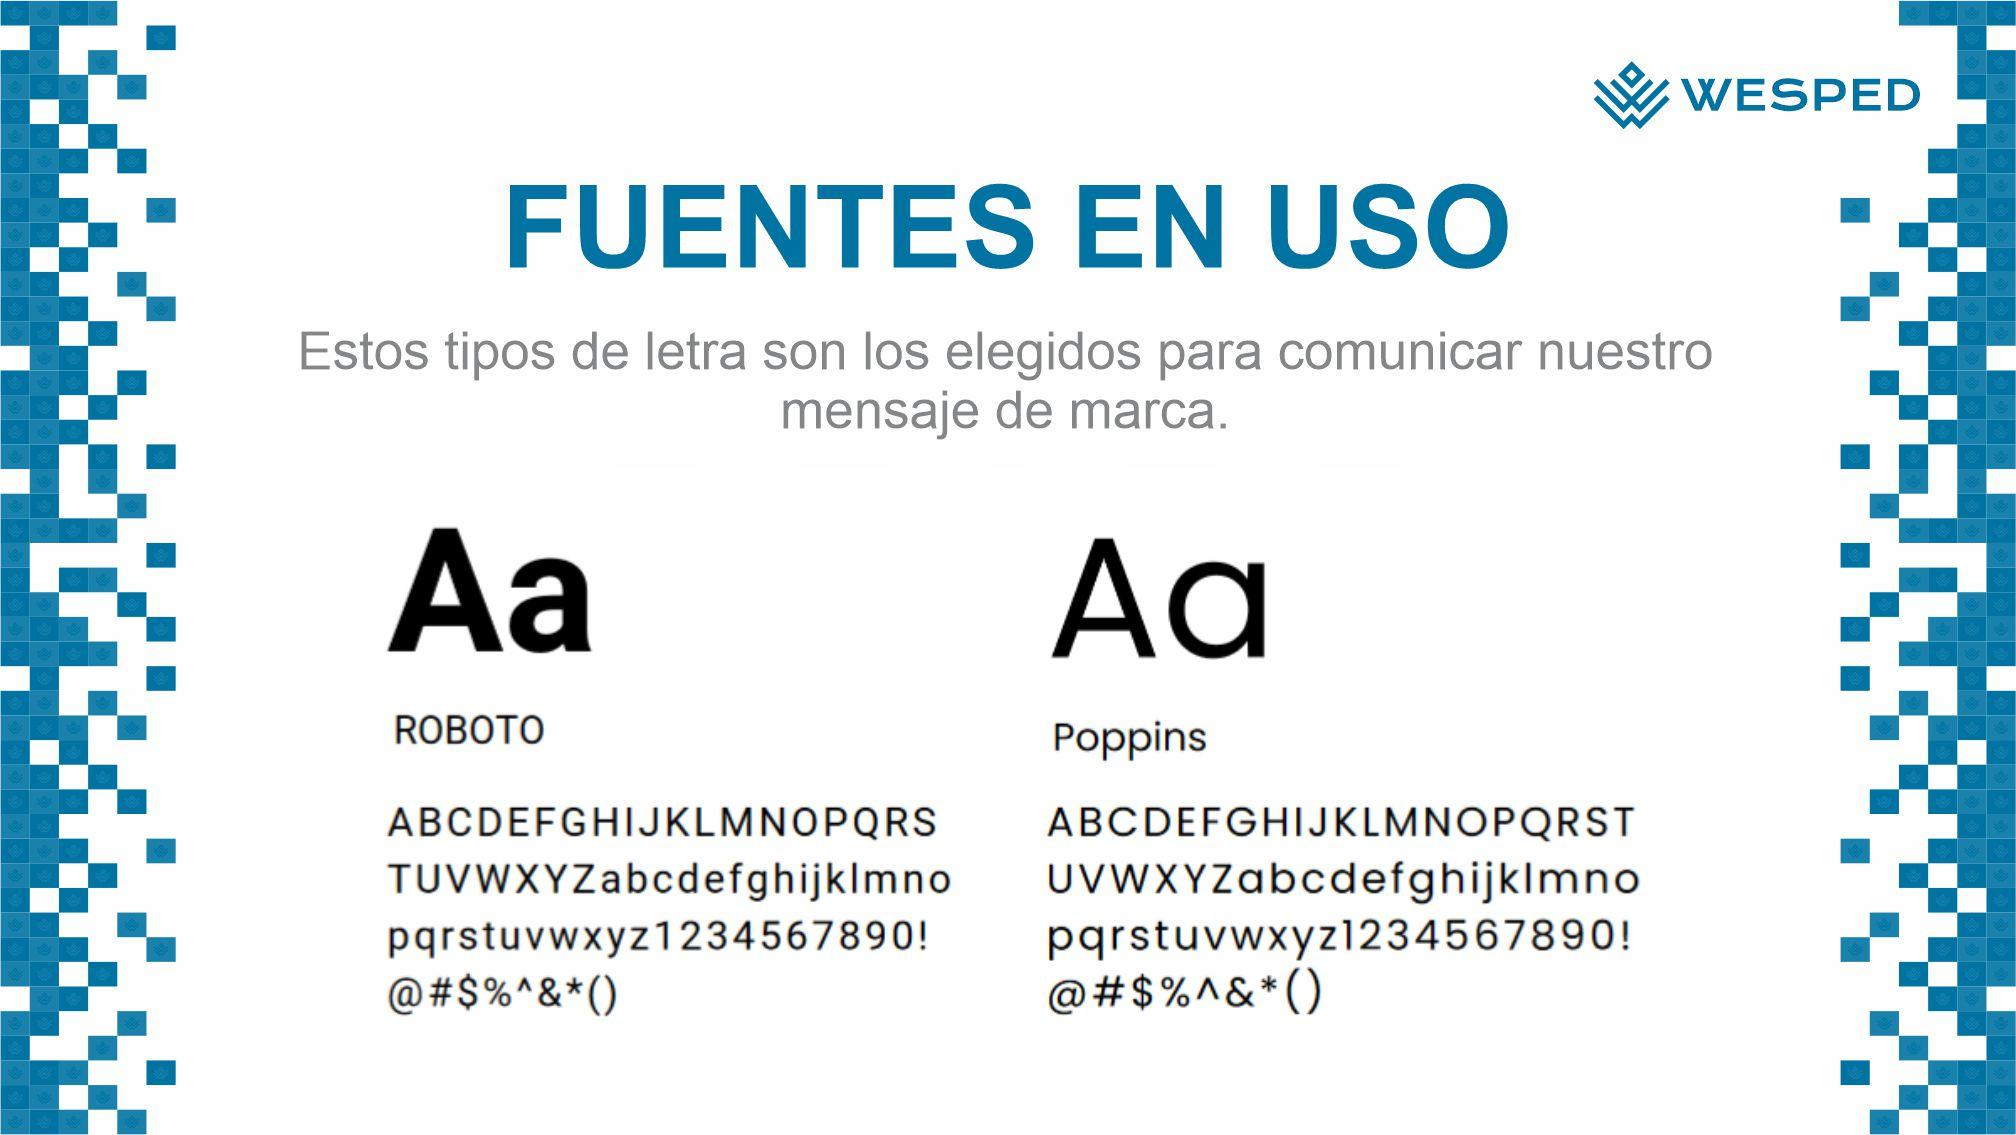 WESPED
FUENTES EN USO
Estos tipos de letra son los elegidos para comunicar nuestro
mensaje de marca.
Aa
ROBOTO
ABCDEFGHIJKLMNOPQRS
TUVWXYZabcdefghijklmno
pqrstuvwxyz1234567890!
@#$%^&*()
Aa
Poppins
ABCDEFGHIJKLMNOPQRST
UVWXYZabcdefghijklmno
pqrstuvwxyz1234567890!
@#$%^&*()